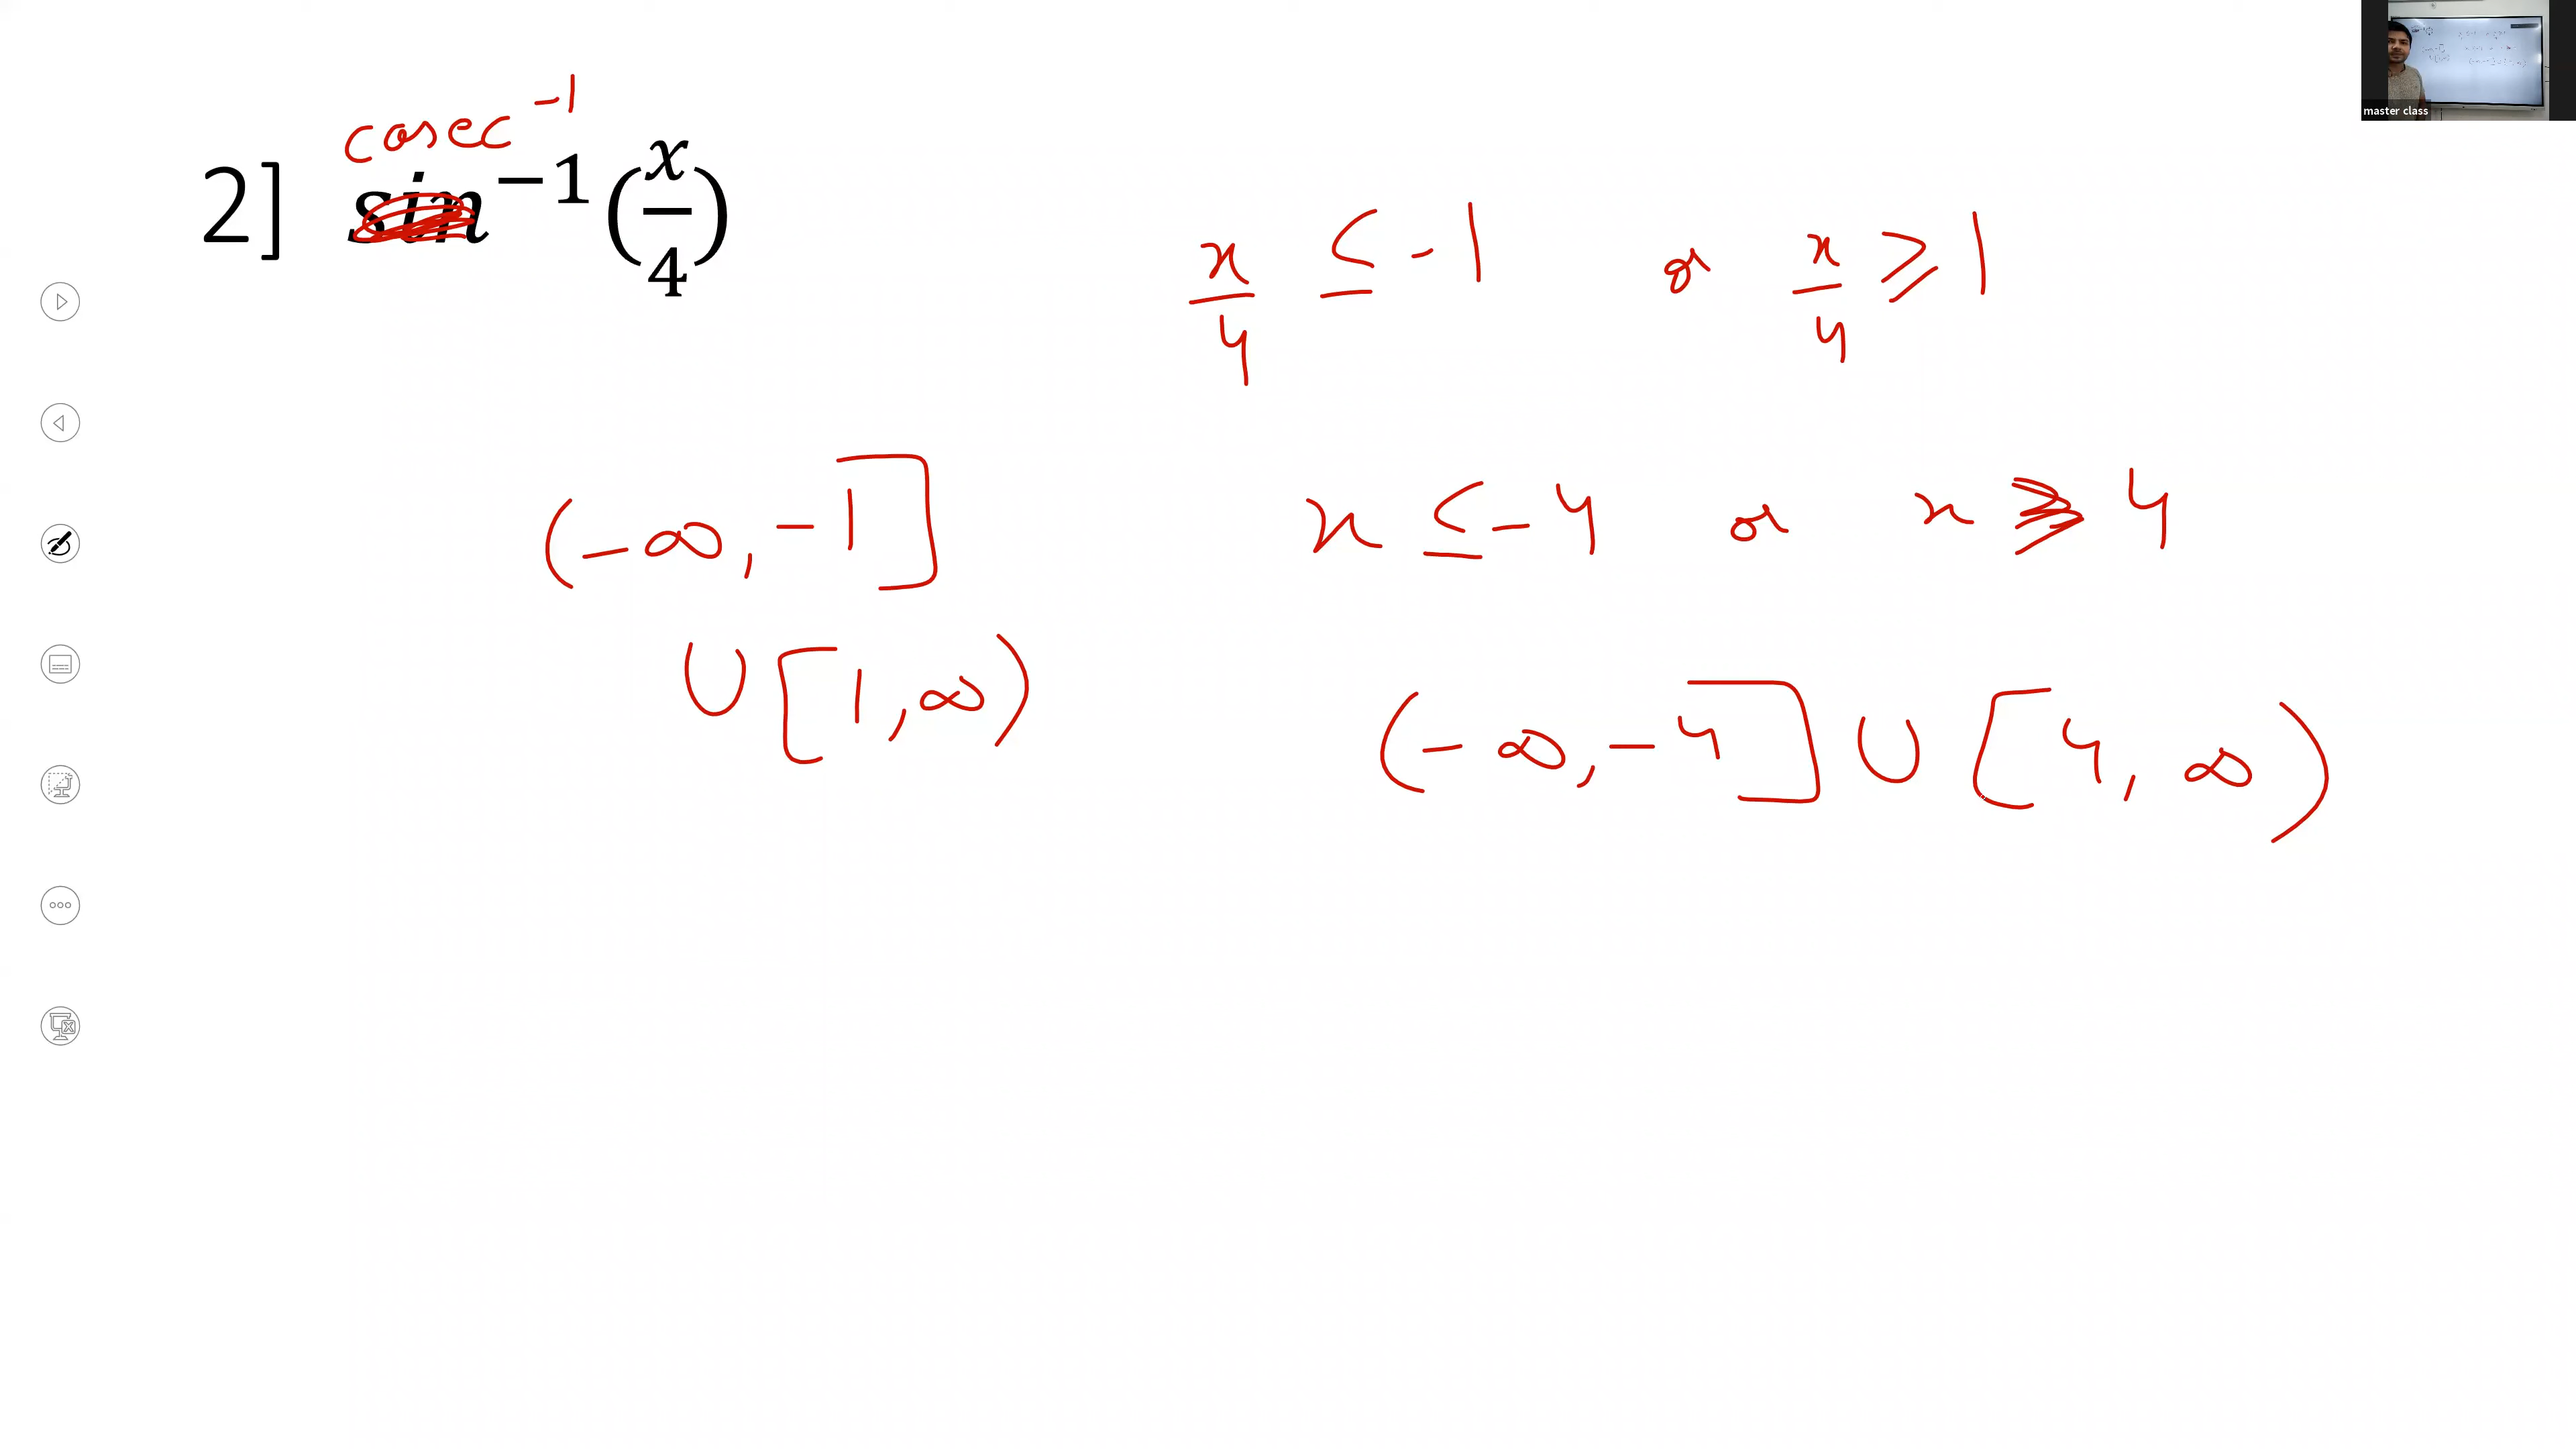 cosec⁻¹
2] sin⁻¹(x/4)
x/4 ≤ -1 or x/4 ≥ 1
(-∞, -1]
x ≤ -4 or x ≥ 4
∪ [1, ∞)
(-∞, -4] ∪ [4, ∞)
master class